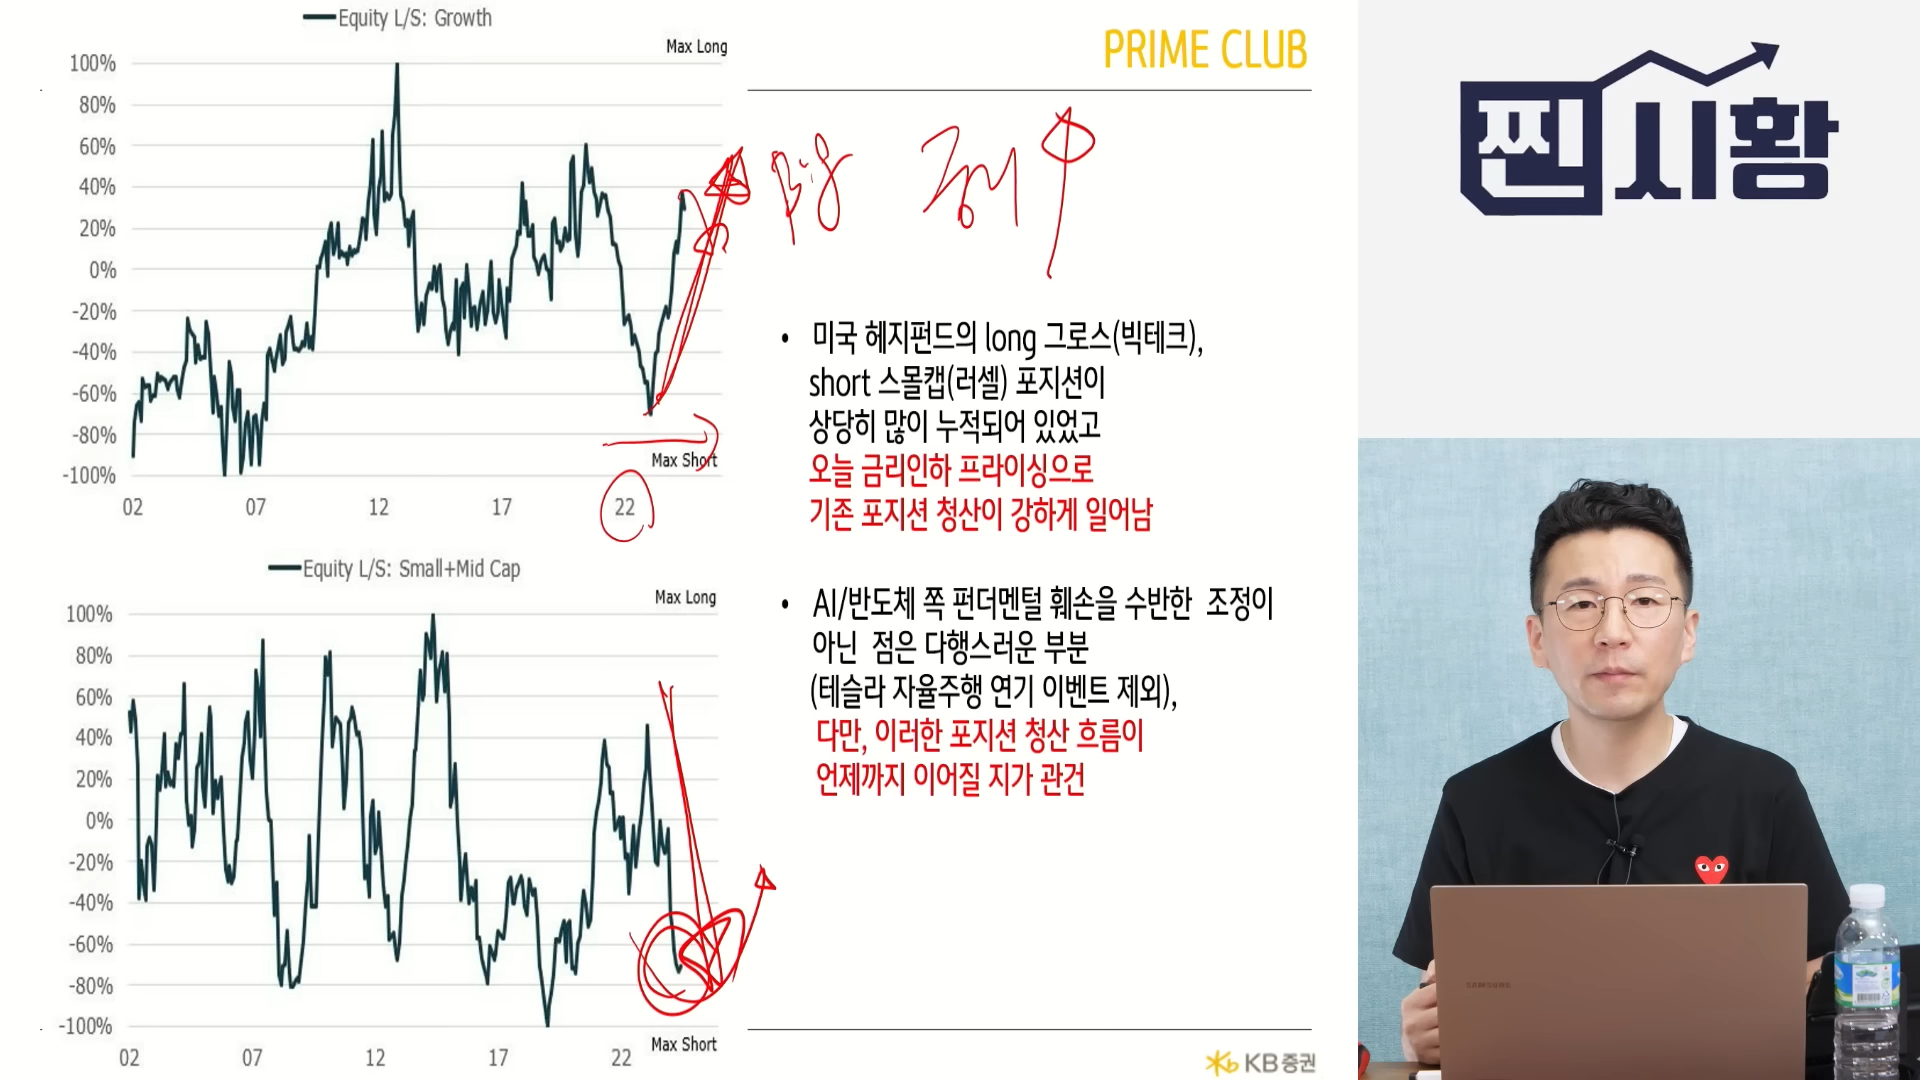 Equity L/S: Growth
Max Long
100%
80%
60%
40%
20%
0%
-20%
-40%
-60%
-80%
-100%
Max Short
02 07 12 17 22
Equity L/S: Small+Mid Cap
Max Long
100%
80%
60%
40%
20%
0%
-20%
-40%
-60%
-80%
-100%
Max Short
02 07 12 17 22
PRIME CLUB
Big
• 미국 헤지펀드의 long 그로스(빅테크),
short 스몰캡(러셀) 포지션이
상당히 많이 누적되어 있었고
오늘 금리인하 프라이싱으로
기존 포지션 청산이 강하게 일어남
• AI/반도체 쪽 펀더멘털 훼손을 수반한 조정이
아닌 점은 다행스러운 부분
(테슬라 자율주행 연기 이벤트 제외),
다만, 이러한 포지션 청산 흐름이
언제까지 이어질 지가 관건
KB증권
찐시황
SAMSUNG